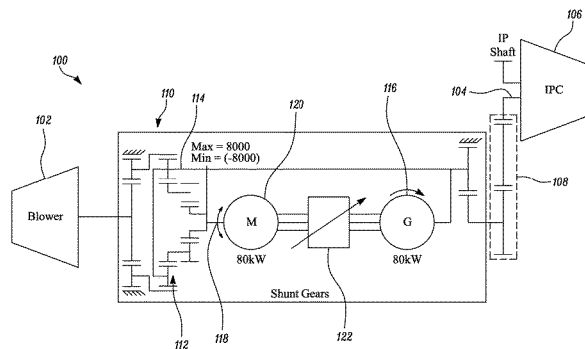 106
IP
Shaft
IPC
104
100
110
114
116
120
102
Max = 8000
Min = (-8000)
108
Blower
M
G
80kW
80kW
Shunt Gears
112
118
122